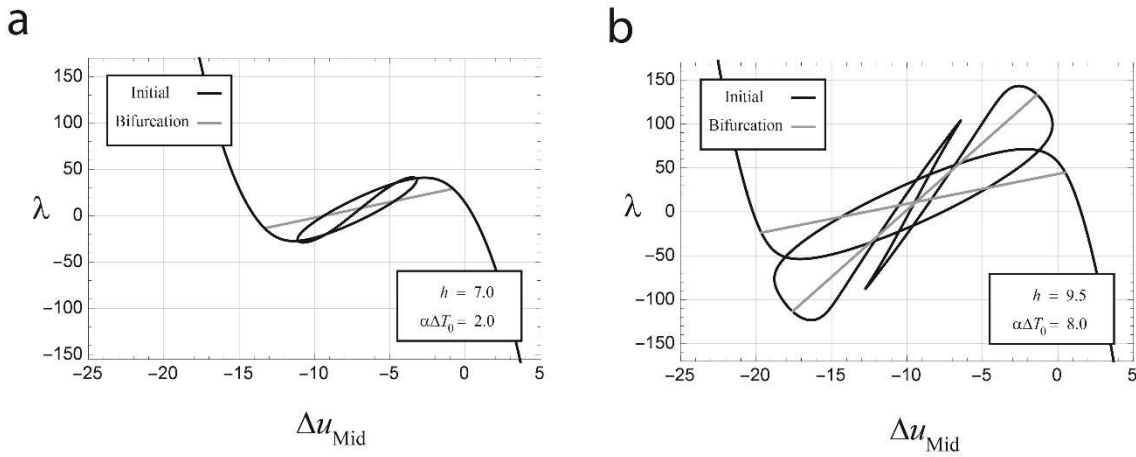 a
150
100
50
0
−50
−100
−150
λ
Initial
Bifurcation
h = 7.0
αΔT0 = 2.0
−25 −20 −15 −10 −5 0 5
ΔuMid
b
150
100
50
0
−50
−100
−150
λ
Initial
Bifurcation
h = 9.5
αΔT0 = 8.0
−25 −20 −15 −10 −5 0 5
ΔuMid